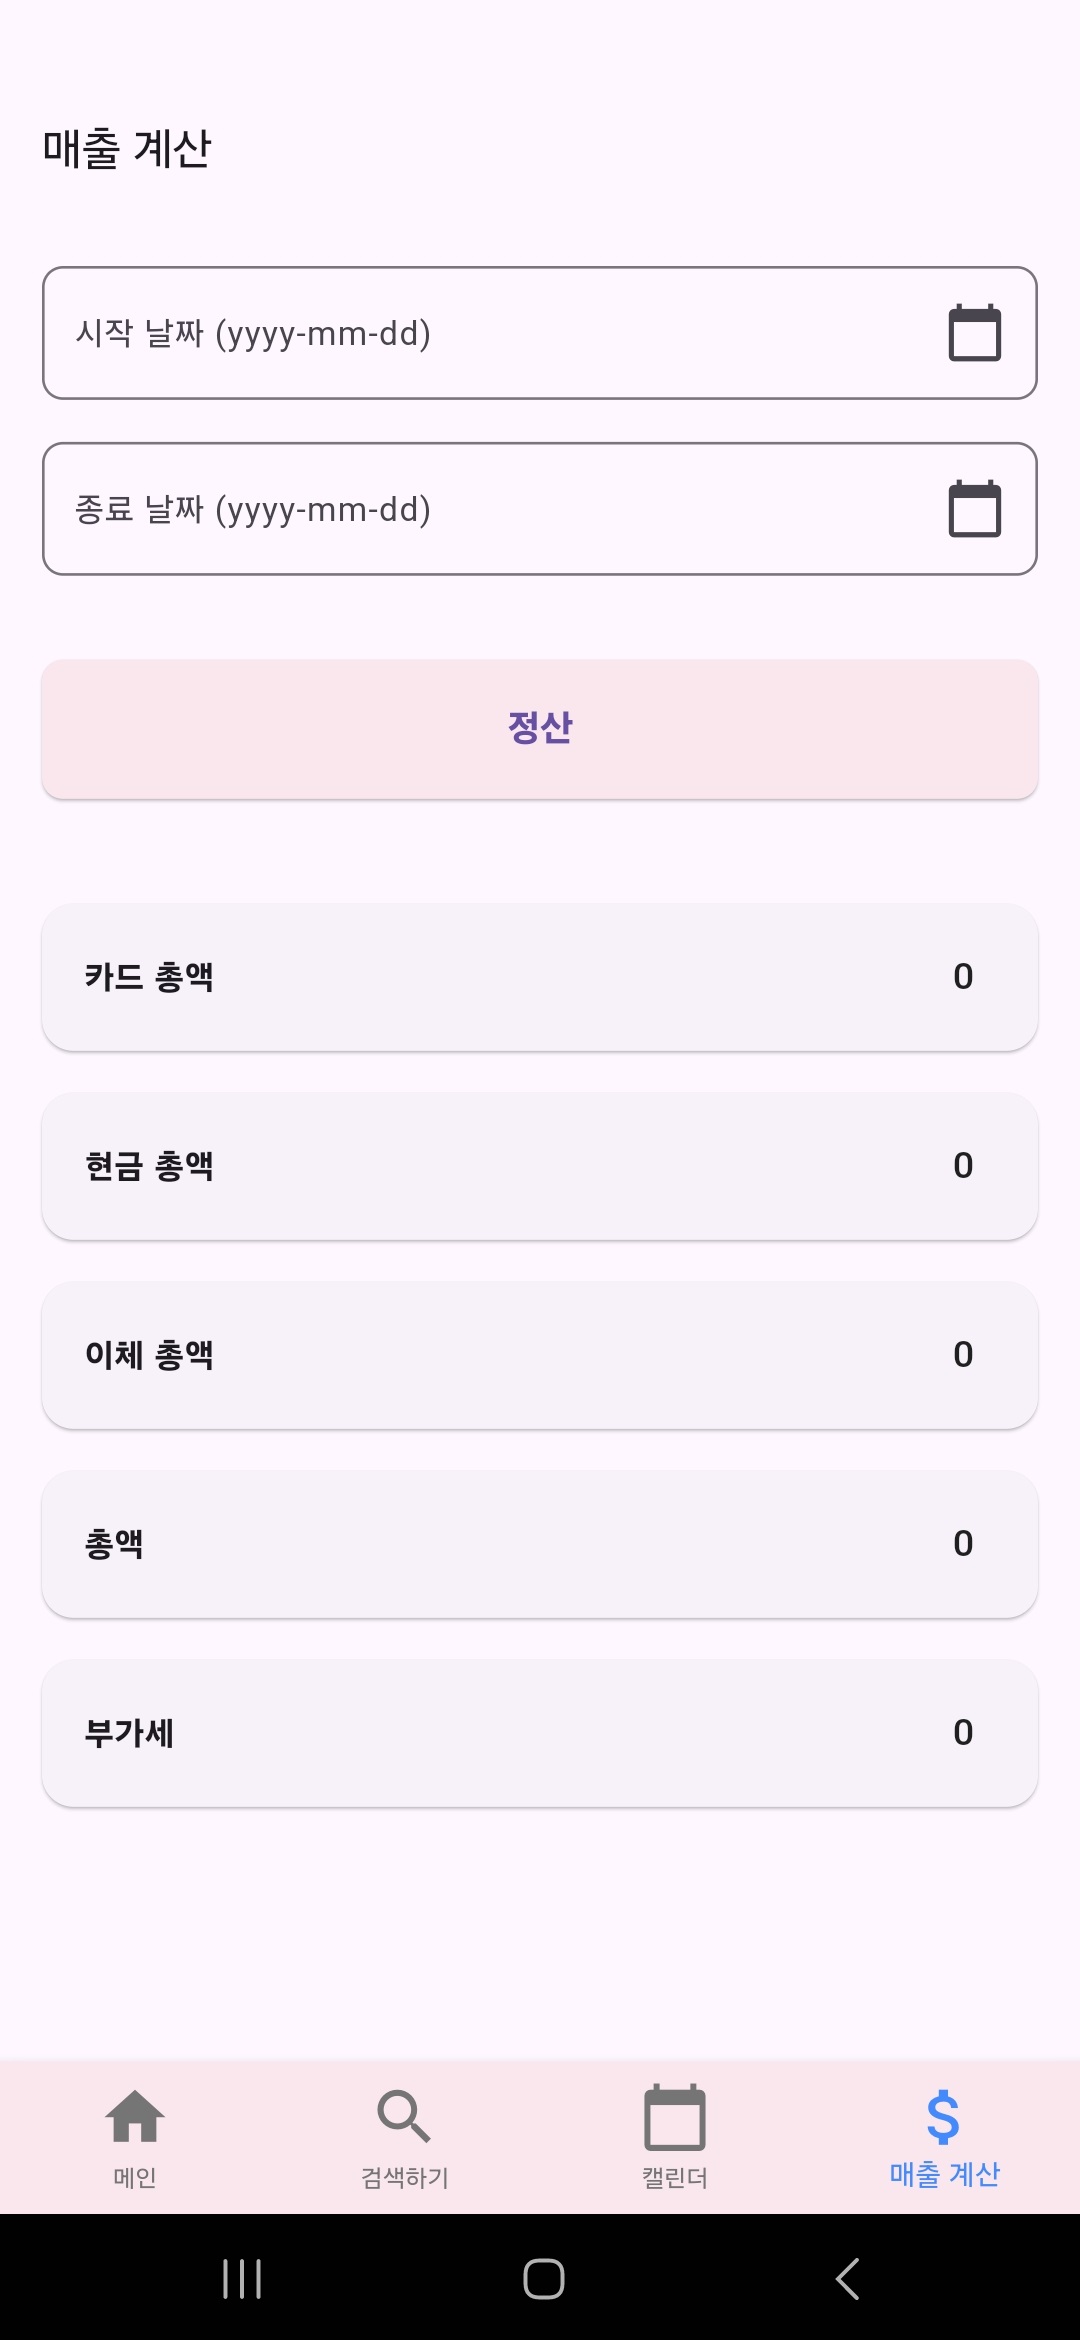 매출 계산
시작 날짜 (yyyy-mm-dd)
종료 날짜 (yyyy-mm-dd)
정산
카드 총액 0
현금 총액 0
이체 총액 0
총액 0
부가세 0
메인 검색하기 캘린더 매출 계산